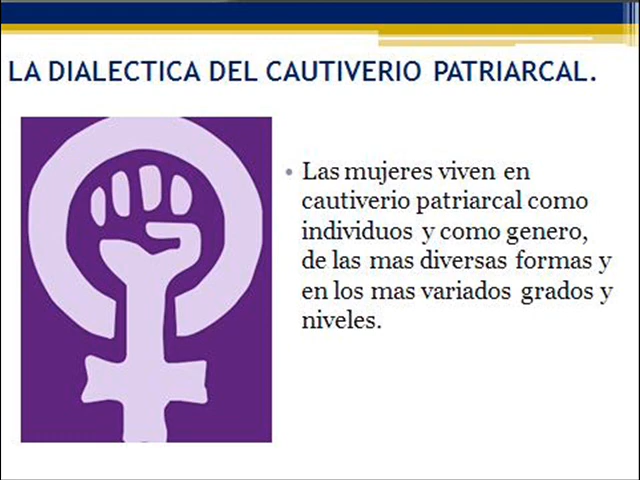 LA DIALECTICA DEL CAUTIVERIO PATRIARCAL.
• Las mujeres viven en
cautiverio patriarcal como
individuos y como genero,
de las mas diversas formas y
en los mas variados grados y
niveles.